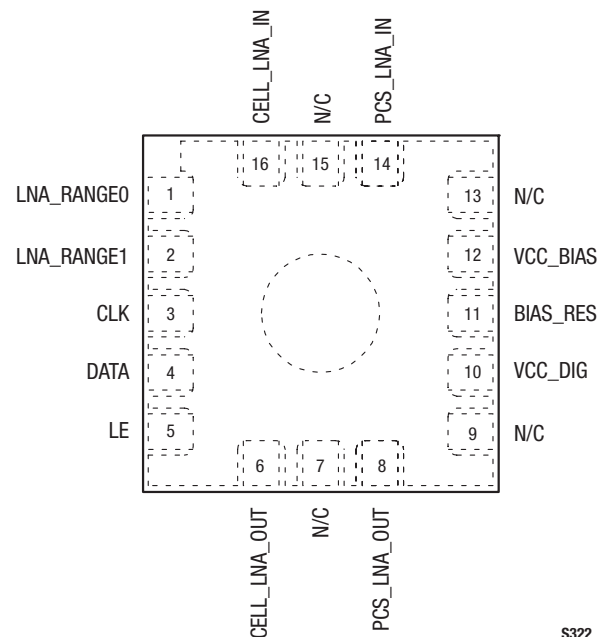 CELL_LNA_IN
N/C
PCS_LNA_IN
16
15
14
LNA_RANGE0
1
13
N/C
LNA_RANGE1
2
12
VCC_BIAS
CLK
3
11
BIAS_RES
DATA
4
10
VCC_DIG
LE
5
9
N/C
6
7
8
CELL_LNA_OUT
N/C
PCS_LNA_OUT
S322